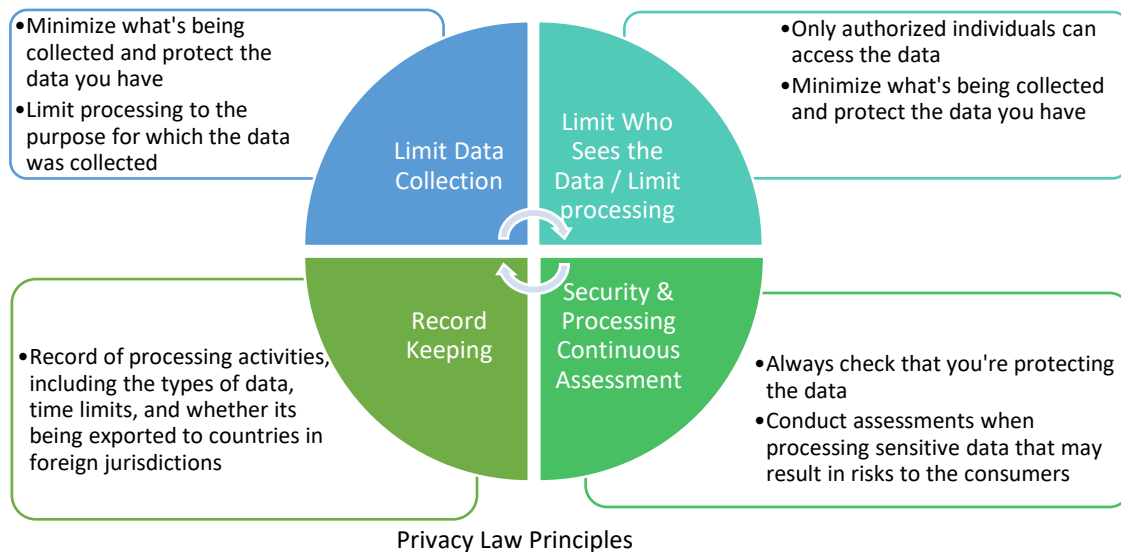 •Minimize what's being
collected and protect the
data you have
•Limit processing to the
purpose for which the data
was collected
•Only authorized individuals can
access the data
•Minimize what's being collected
and protect the data you have
Limit Data
Collection
Limit Who
Sees the
Data / Limit
processing
Record
Keeping
Security &
Processing
Continuous
Assessment
•Record of processing activities,
including the types of data,
time limits, and whether its
being exported to countries in
foreign jurisdictions
•Always check that you're protecting
the data
•Conduct assessments when
processing sensitive data that may
result in risks to the consumers
Privacy Law Principles